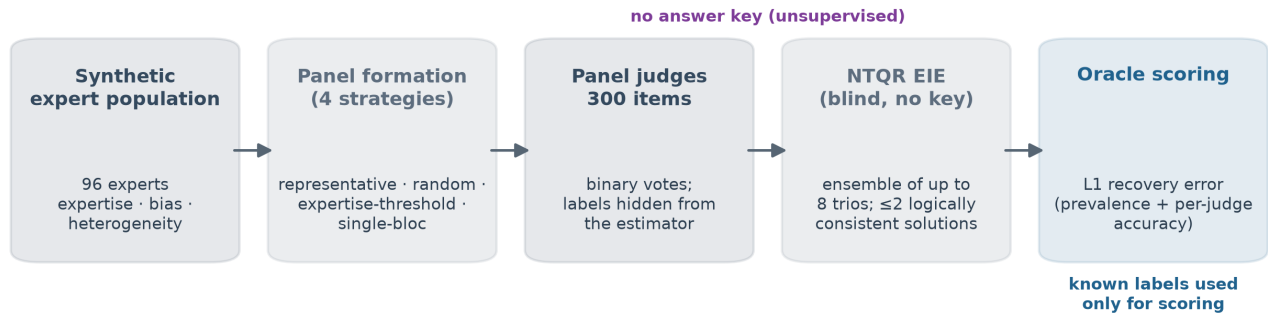 no answer key (unsupervised)
Synthetic
expert population
96 experts
expertise · bias ·
heterogeneity
Panel formation
(4 strategies)
representative · random ·
expertise-threshold ·
single-bloc
Panel judges
300 items
binary votes;
labels hidden from
the estimator
NTQR EIE
(blind, no key)
ensemble of up to
8 trios; ≤2 logically
consistent solutions
Oracle scoring
L1 recovery error
(prevalence + per-judge
accuracy)
known labels used
only for scoring